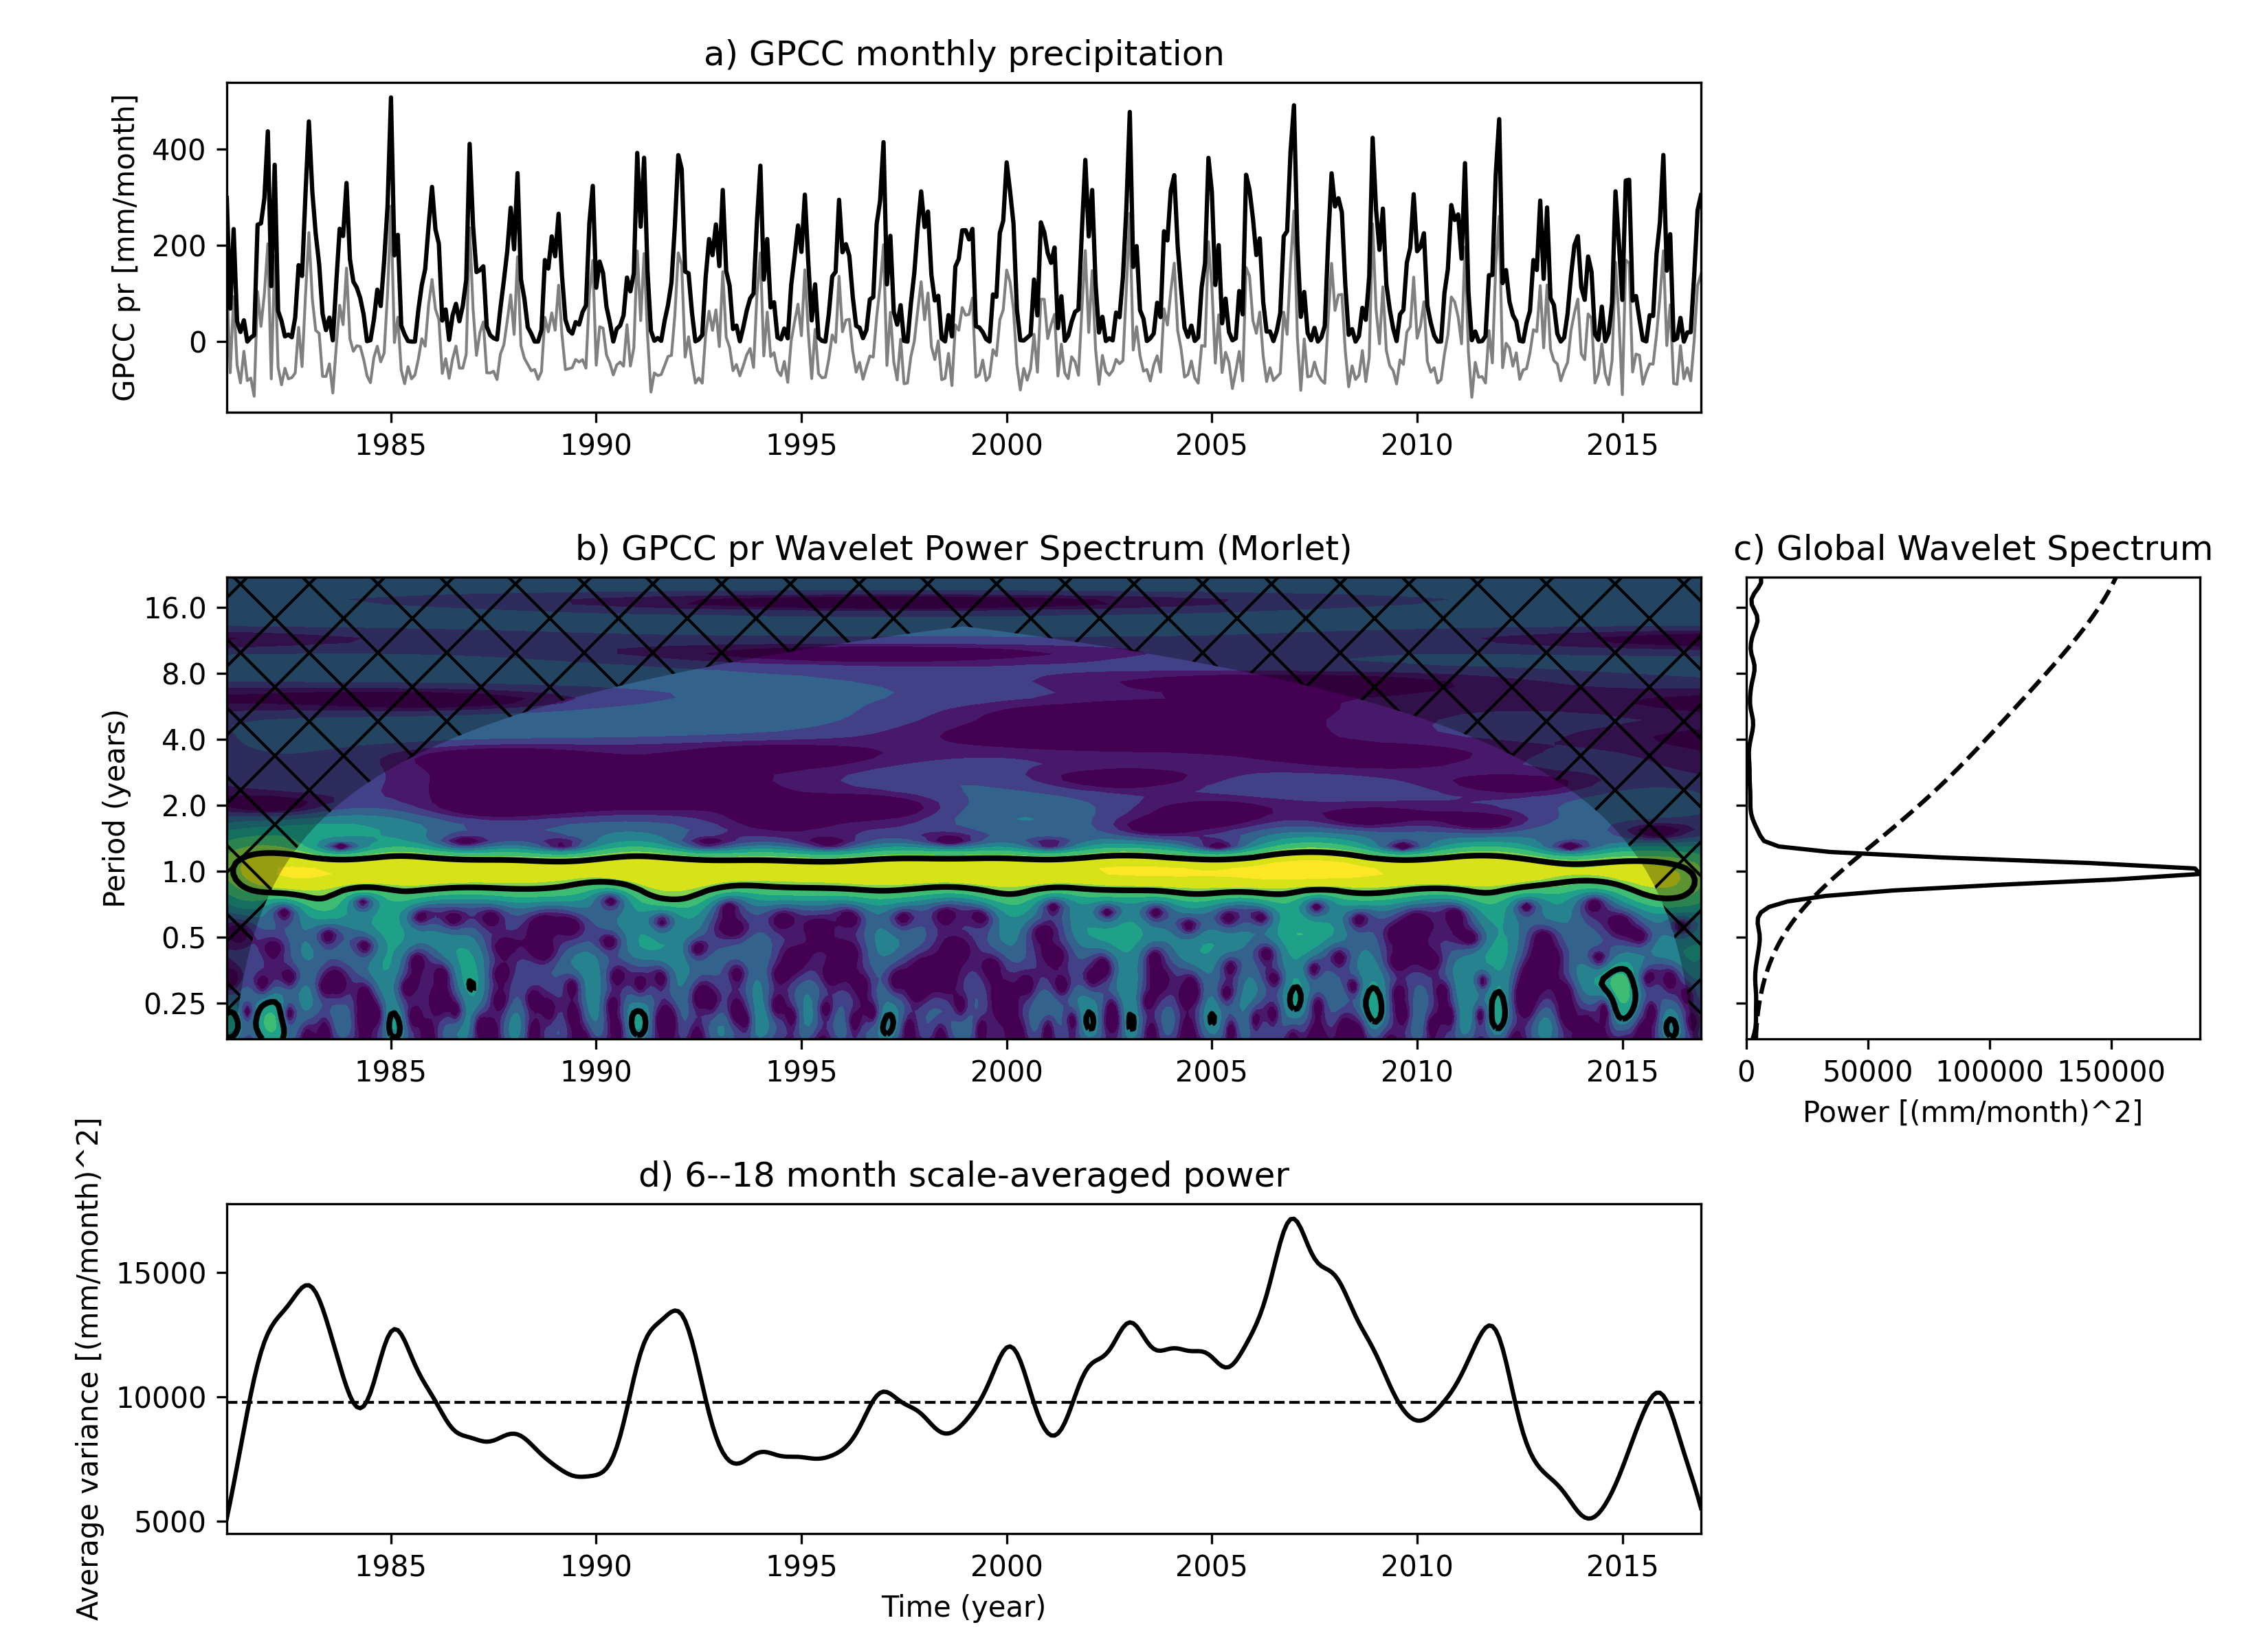 a) GPCC monthly precipitation
GPCC pr [mm/month]
400
200
0
1985 1990 1995 2000 2005 2010 2015
b) GPCC pr Wavelet Power Spectrum (Morlet)
Period (years)
16.0
8.0
4.0
2.0
1.0
0.5
0.25
1985 1990 1995 2000 2005 2010 2015
c) Global Wavelet Spectrum
0 50000 100000 150000
Power [(mm/month)^2]
d) 6--18 month scale-averaged power
Average variance [(mm/month)^2]
15000
10000
5000
1985 1990 1995 2000 2005 2010 2015
Time (year)